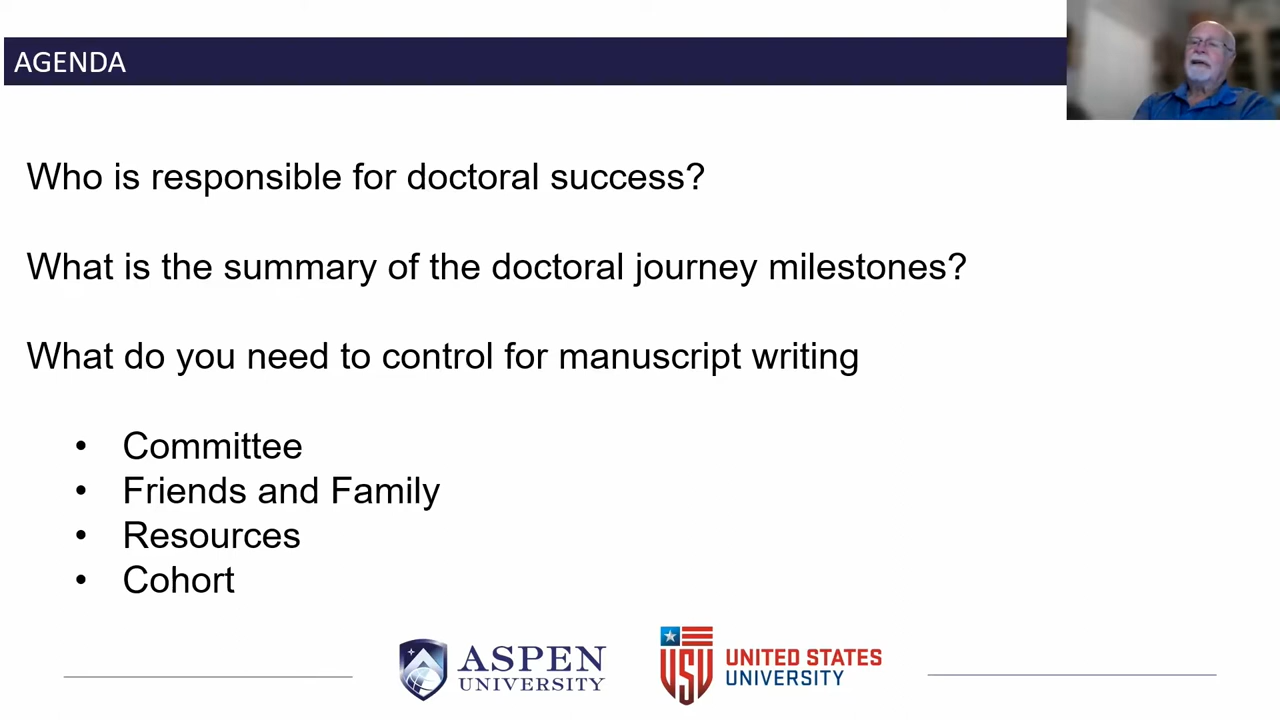 AGENDA
Who is responsible for doctoral success?
What is the summary of the doctoral journey milestones?
What do you need to control for manuscript writing
• Committee
• Friends and Family
• Resources
• Cohort
ASPEN
UNIVERSITY
USU
UNITED STATES
UNIVERSITY